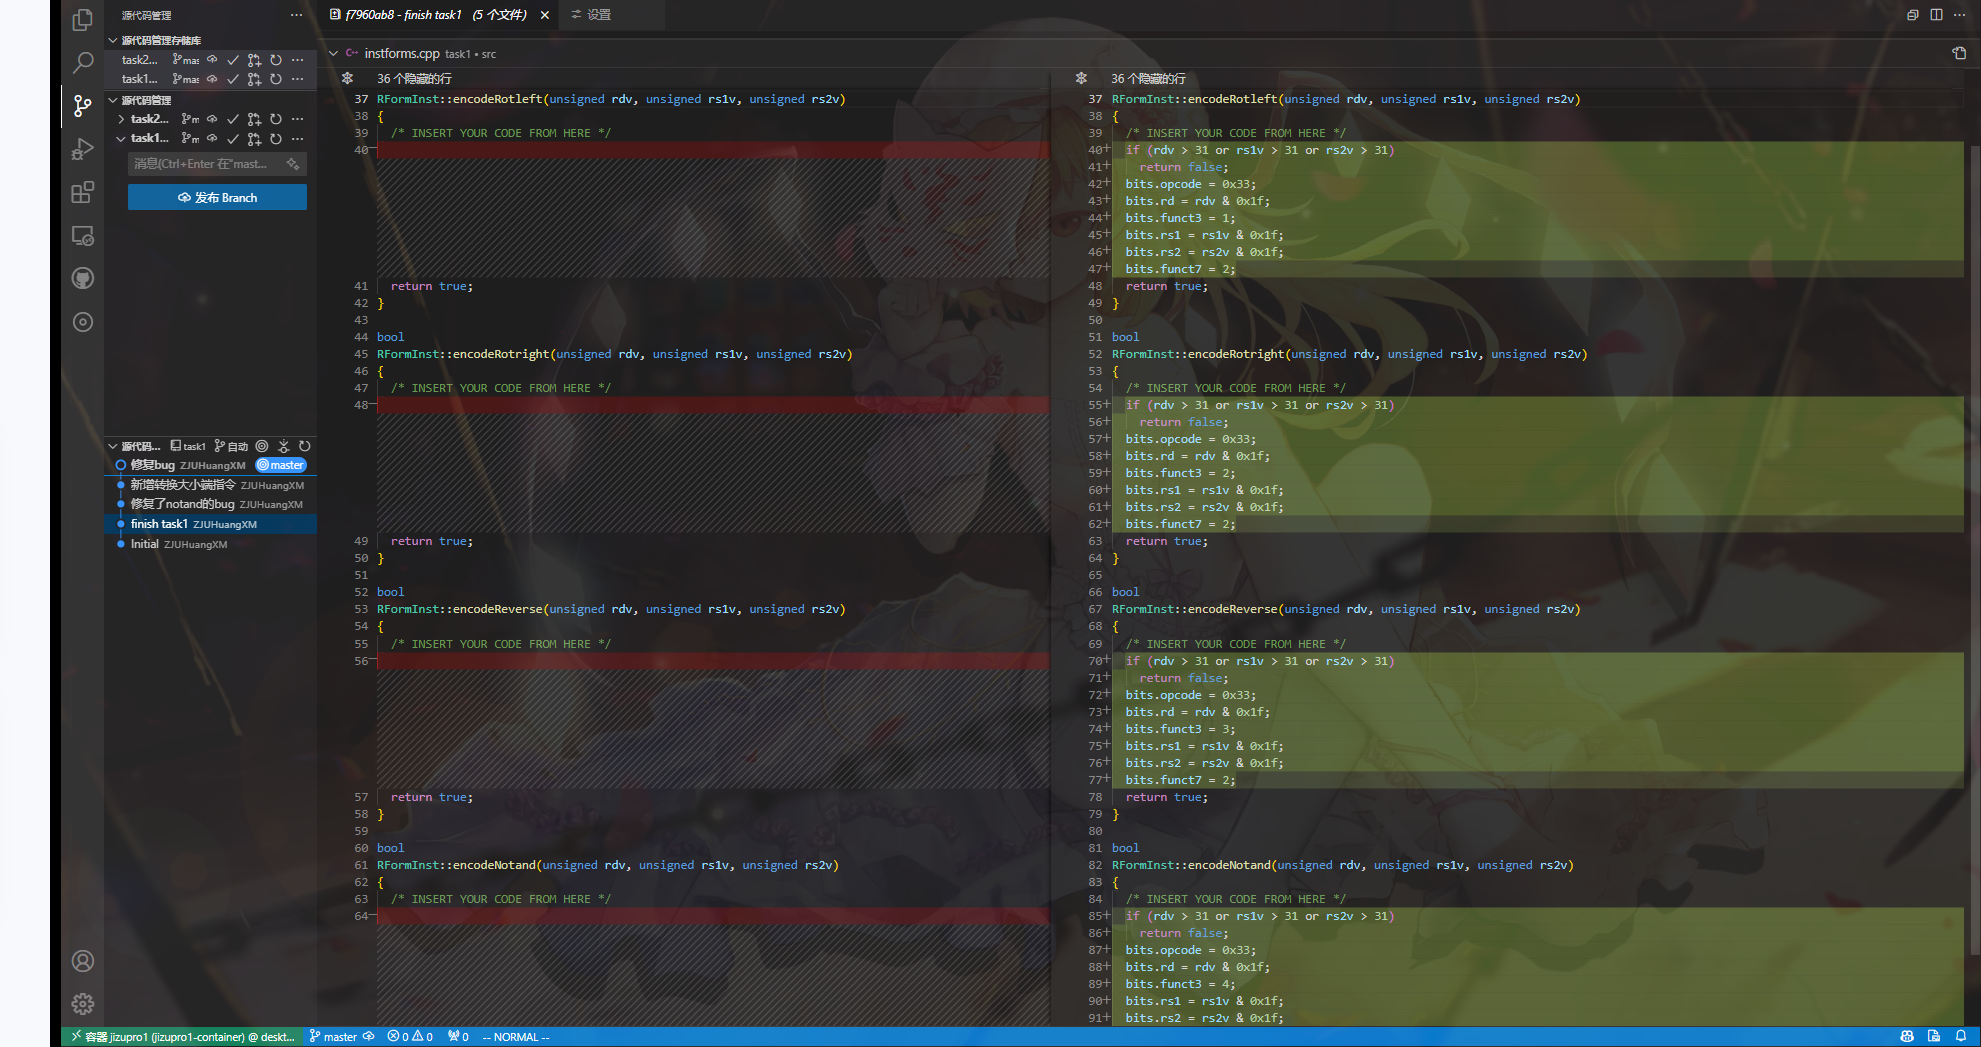 源代码管理
f7960ab8 - finish task1 (5 个文件)
设置
源代码管理存储库
task2... mas
task1... mas
源代码管理
task2... m
task1... m
消息(Ctrl+Enter 在"mast...
发布 Branch
源代码... task1 自动
修复bug ZJUHuangXM master
新增转换大小端指令 ZJUHuangXM
修复了notand的bug ZJUHuangXM
finish task1 ZJUHuangXM
Initial ZJUHuangXM
instforms.cpp task1 • src
36 个隐藏的行
37 RFormInst::encodeRotleft(unsigned rdv, unsigned rs1v, unsigned rs2v)
38 {
39 /* INSERT YOUR CODE FROM HERE */
40−
41 return true;
42 }
43
44 bool
45 RFormInst::encodeRotright(unsigned rdv, unsigned rs1v, unsigned rs2v)
46 {
47 /* INSERT YOUR CODE FROM HERE */
48−
49 return true;
50 }
51
52 bool
53 RFormInst::encodeReverse(unsigned rdv, unsigned rs1v, unsigned rs2v)
54 {
55 /* INSERT YOUR CODE FROM HERE */
56−
57 return true;
58 }
59
60 bool
61 RFormInst::encodeNotand(unsigned rdv, unsigned rs1v, unsigned rs2v)
62 {
63 /* INSERT YOUR CODE FROM HERE */
64−
36 个隐藏的行
37 RFormInst::encodeRotleft(unsigned rdv, unsigned rs1v, unsigned rs2v)
38 {
39 /* INSERT YOUR CODE FROM HERE */
40+ if (rdv > 31 or rs1v > 31 or rs2v > 31)
41+ return false;
42+ bits.opcode = 0x33;
43+ bits.rd = rdv & 0x1f;
44+ bits.funct3 = 1;
45+ bits.rs1 = rs1v & 0x1f;
46+ bits.rs2 = rs2v & 0x1f;
47+ bits.funct7 = 2;
48 return true;
49 }
50
51 bool
52 RFormInst::encodeRotright(unsigned rdv, unsigned rs1v, unsigned rs2v)
53 {
54 /* INSERT YOUR CODE FROM HERE */
55+ if (rdv > 31 or rs1v > 31 or rs2v > 31)
56+ return false;
57+ bits.opcode = 0x33;
58+ bits.rd = rdv & 0x1f;
59+ bits.funct3 = 2;
60+ bits.rs1 = rs1v & 0x1f;
61+ bits.rs2 = rs2v & 0x1f;
62+ bits.funct7 = 2;
63 return true;
64 }
65
66 bool
67 RFormInst::encodeReverse(unsigned rdv, unsigned rs1v, unsigned rs2v)
68 {
69 /* INSERT YOUR CODE FROM HERE */
70+ if (rdv > 31 or rs1v > 31 or rs2v > 31)
71+ return false;
72+ bits.opcode = 0x33;
73+ bits.rd = rdv & 0x1f;
74+ bits.funct3 = 3;
75+ bits.rs1 = rs1v & 0x1f;
76+ bits.rs2 = rs2v & 0x1f;
77+ bits.funct7 = 2;
78 return true;
79 }
80
81 bool
82 RFormInst::encodeNotand(unsigned rdv, unsigned rs1v, unsigned rs2v)
83 {
84 /* INSERT YOUR CODE FROM HERE */
85+ if (rdv > 31 or rs1v > 31 or rs2v > 31)
86+ return false;
87+ bits.opcode = 0x33;
88+ bits.rd = rdv & 0x1f;
89+ bits.funct3 = 4;
90+ bits.rs1 = rs1v & 0x1f;
91+ bits.rs2 = rs2v & 0x1f;
容器 jizupro1 (jizupro1-container) @ deskt... master 0 0 0 -- NORMAL --